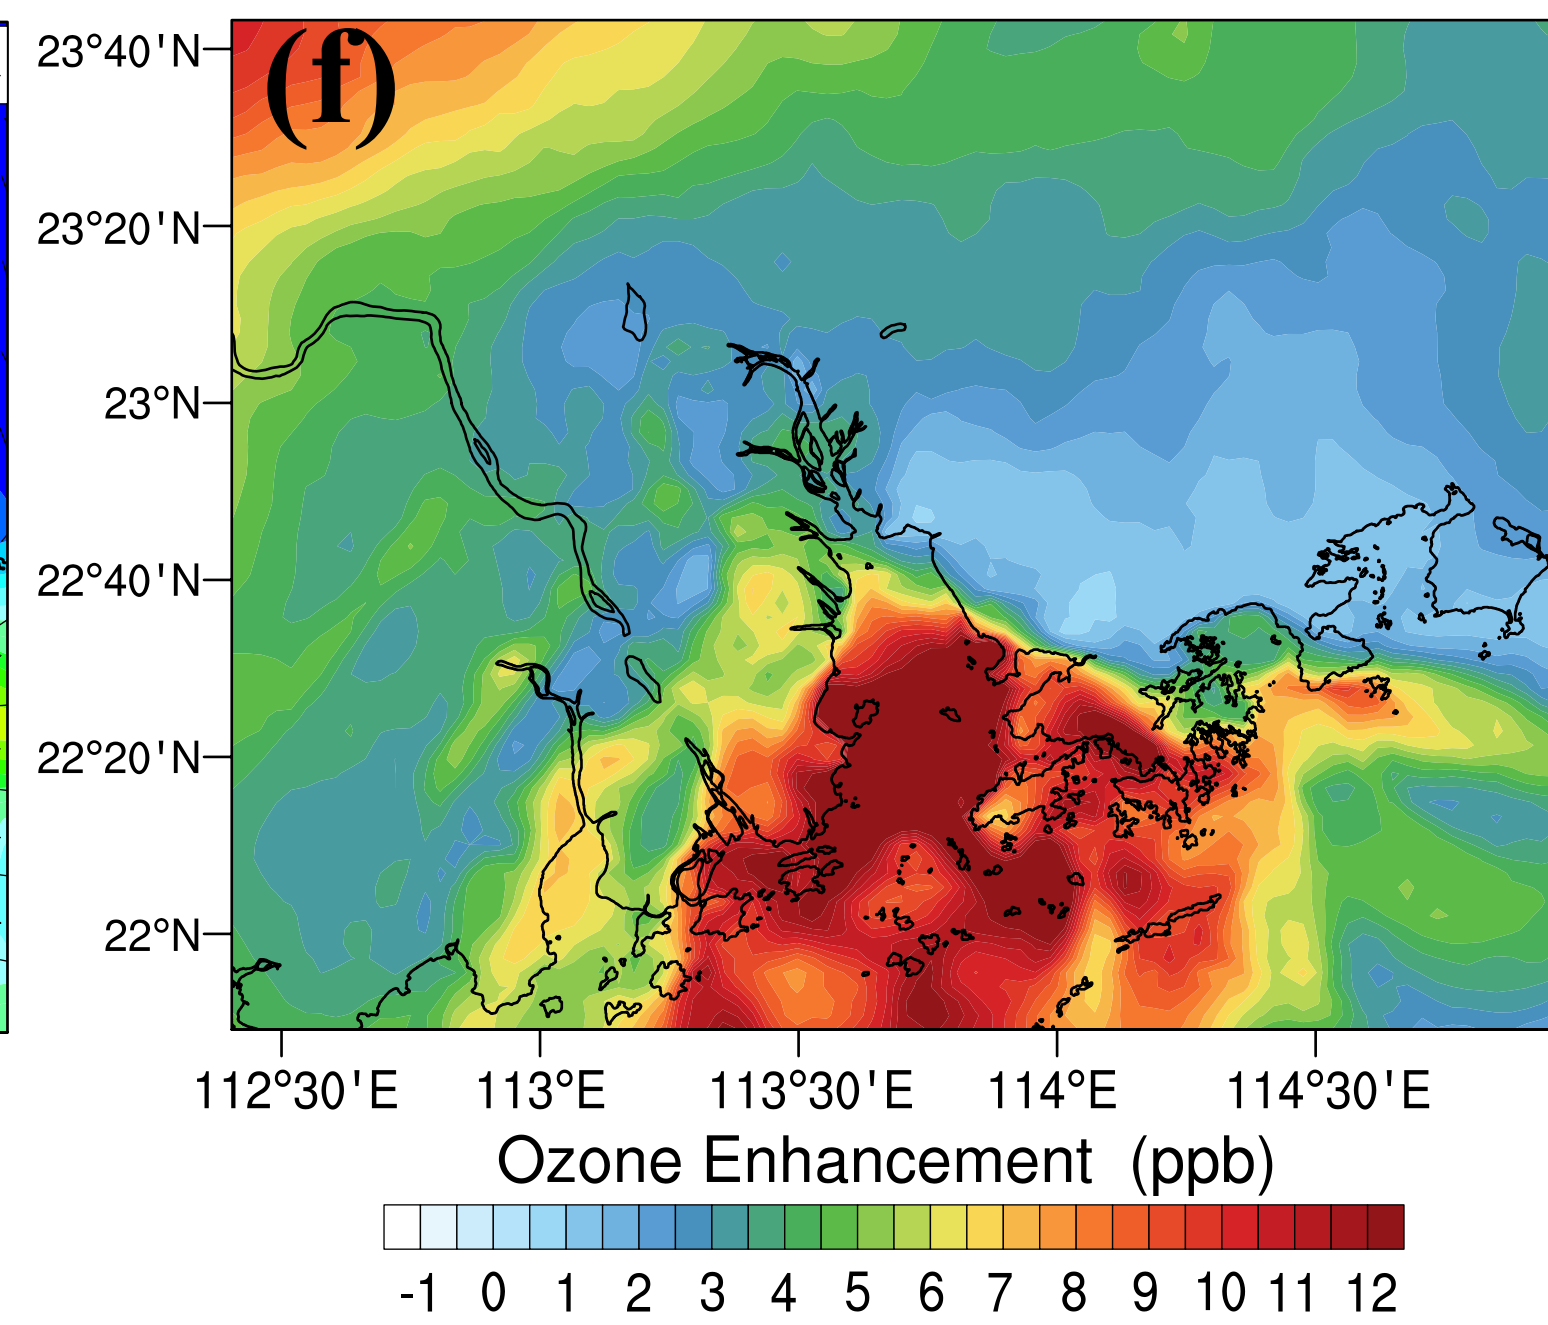 (f)
23°40'N
23°20'N
23°N
22°40'N
22°20'N
22°N
112°30'E 113°E 113°30'E 114°E 114°30'E
Ozone Enhancement (ppb)
-1 0 1 2 3 4 5 6 7 8 9 10 11 12